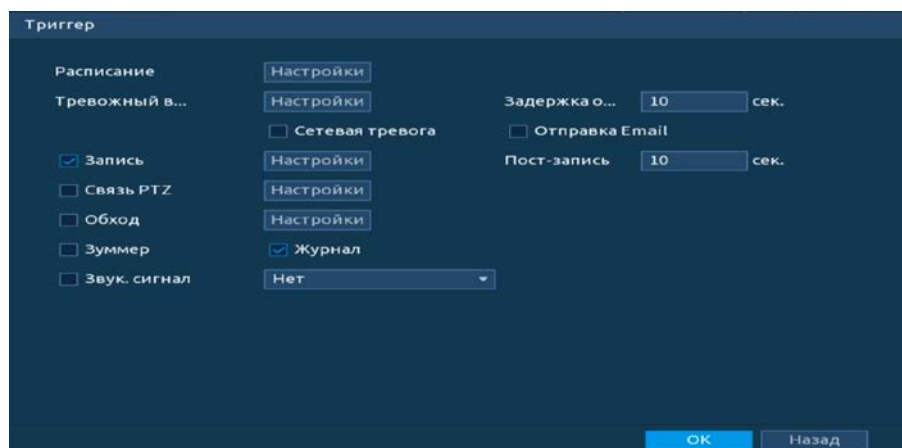 Триггер
Расписание Настройки
Тревожный в... Настройки Задержка о... 10 сек.
Сетевая тревога Отправка Email
Запись Настройки Пост-запись 10 сек.
Связь PTZ Настройки
Обход Настройки
Зуммер Журнал
Звук. сигнал Нет
OK Назад